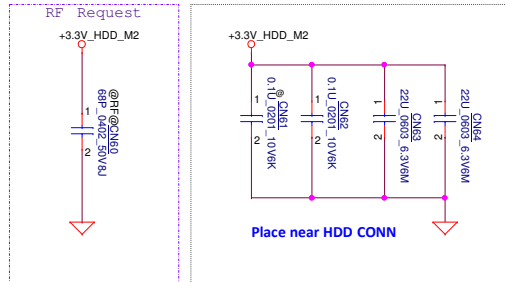 RF Request
+3.3V_HDD_M2
1
2
@RF@CN60
68P_0402_50V8J
+3.3V_HDD_M2
1
2
@
CN61
0.1U_0201_10V6K
1
2
CN62
0.1U_0201_10V6K
1
2
CN63
22U_0603_6.3V6M
1
2
CN64
22U_0603_6.3V6M
Place near HDD CONN